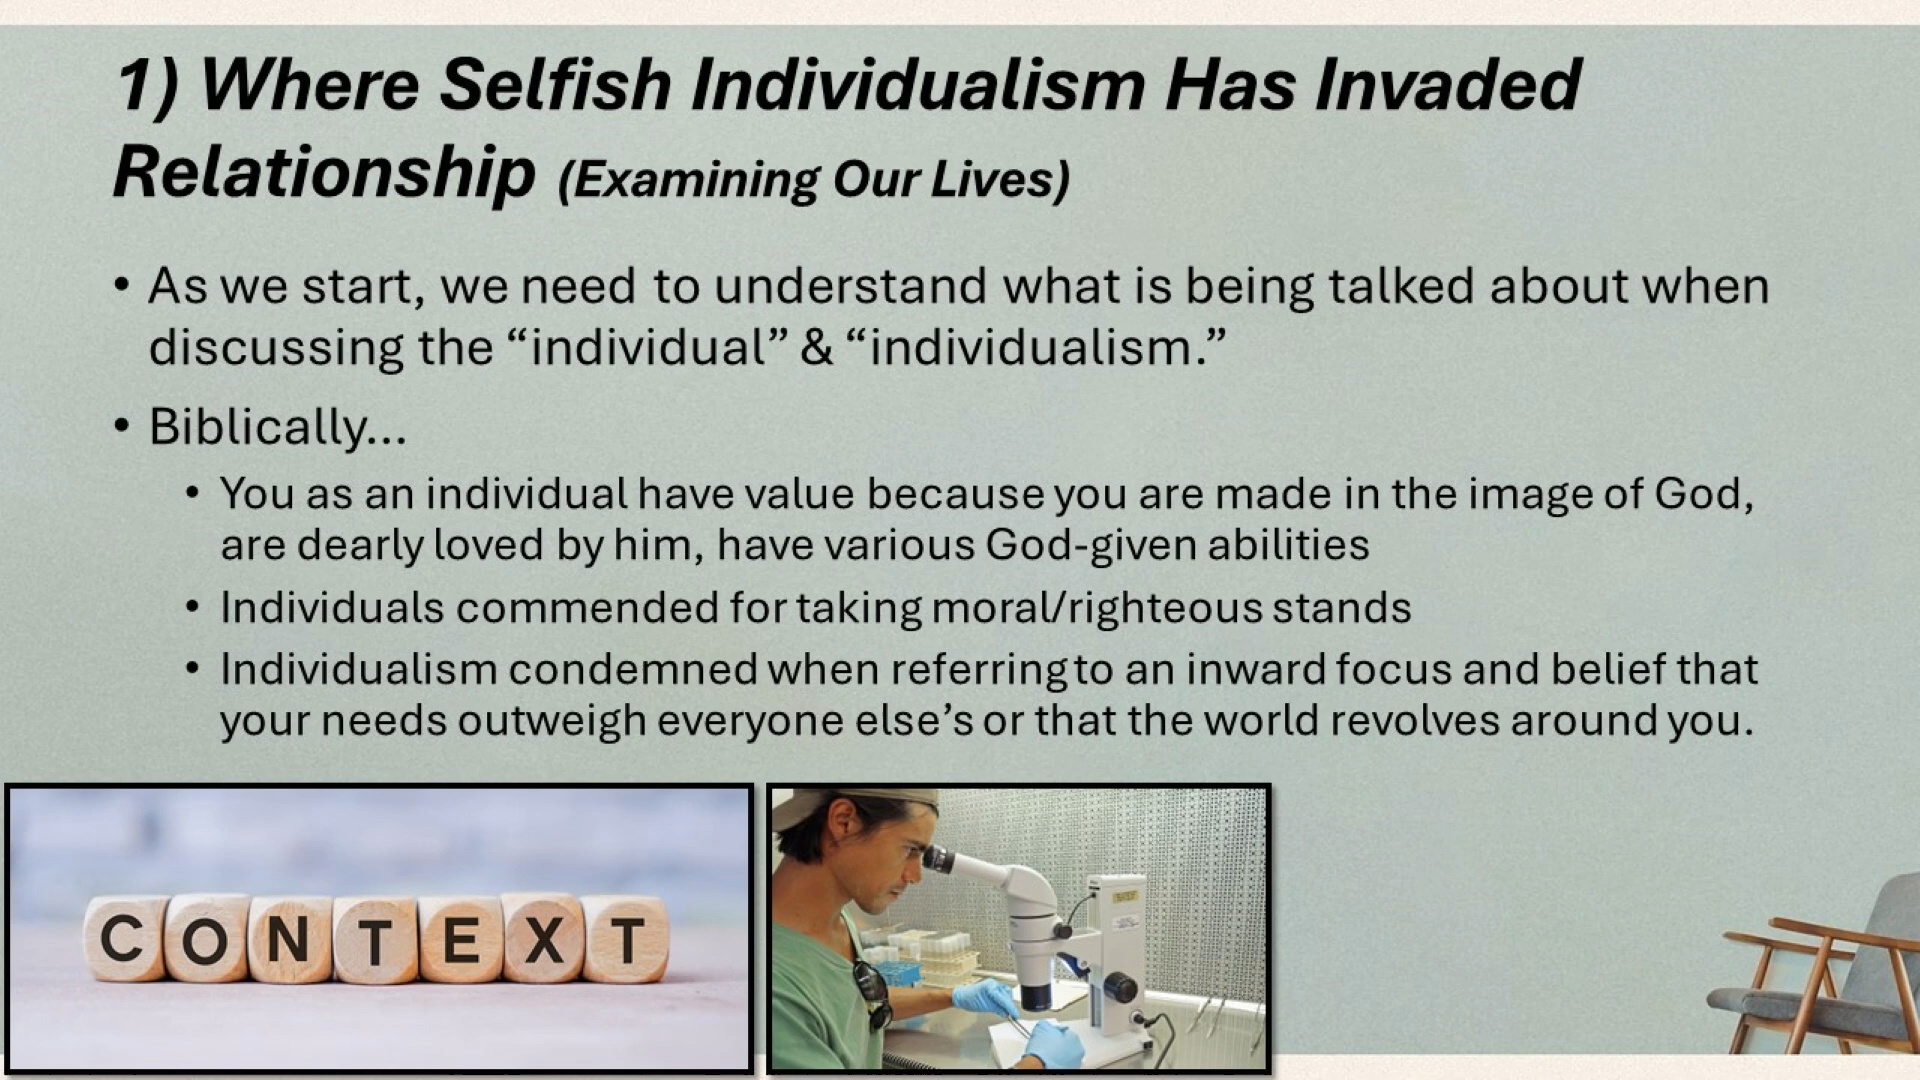 1) Where Selfish Individualism Has Invaded
Relationship (Examining Our Lives)
• As we start, we need to understand what is being talked about when
discussing the “individual” & “individualism.”
• Biblically...
• You as an individual have value because you are made in the image of God,
are dearly loved by him, have various God-given abilities
• Individuals commended for taking moral/righteous stands
• Individualism condemned when referring to an inward focus and belief that
your needs outweigh everyone else’s or that the world revolves around you.
CONTEXT